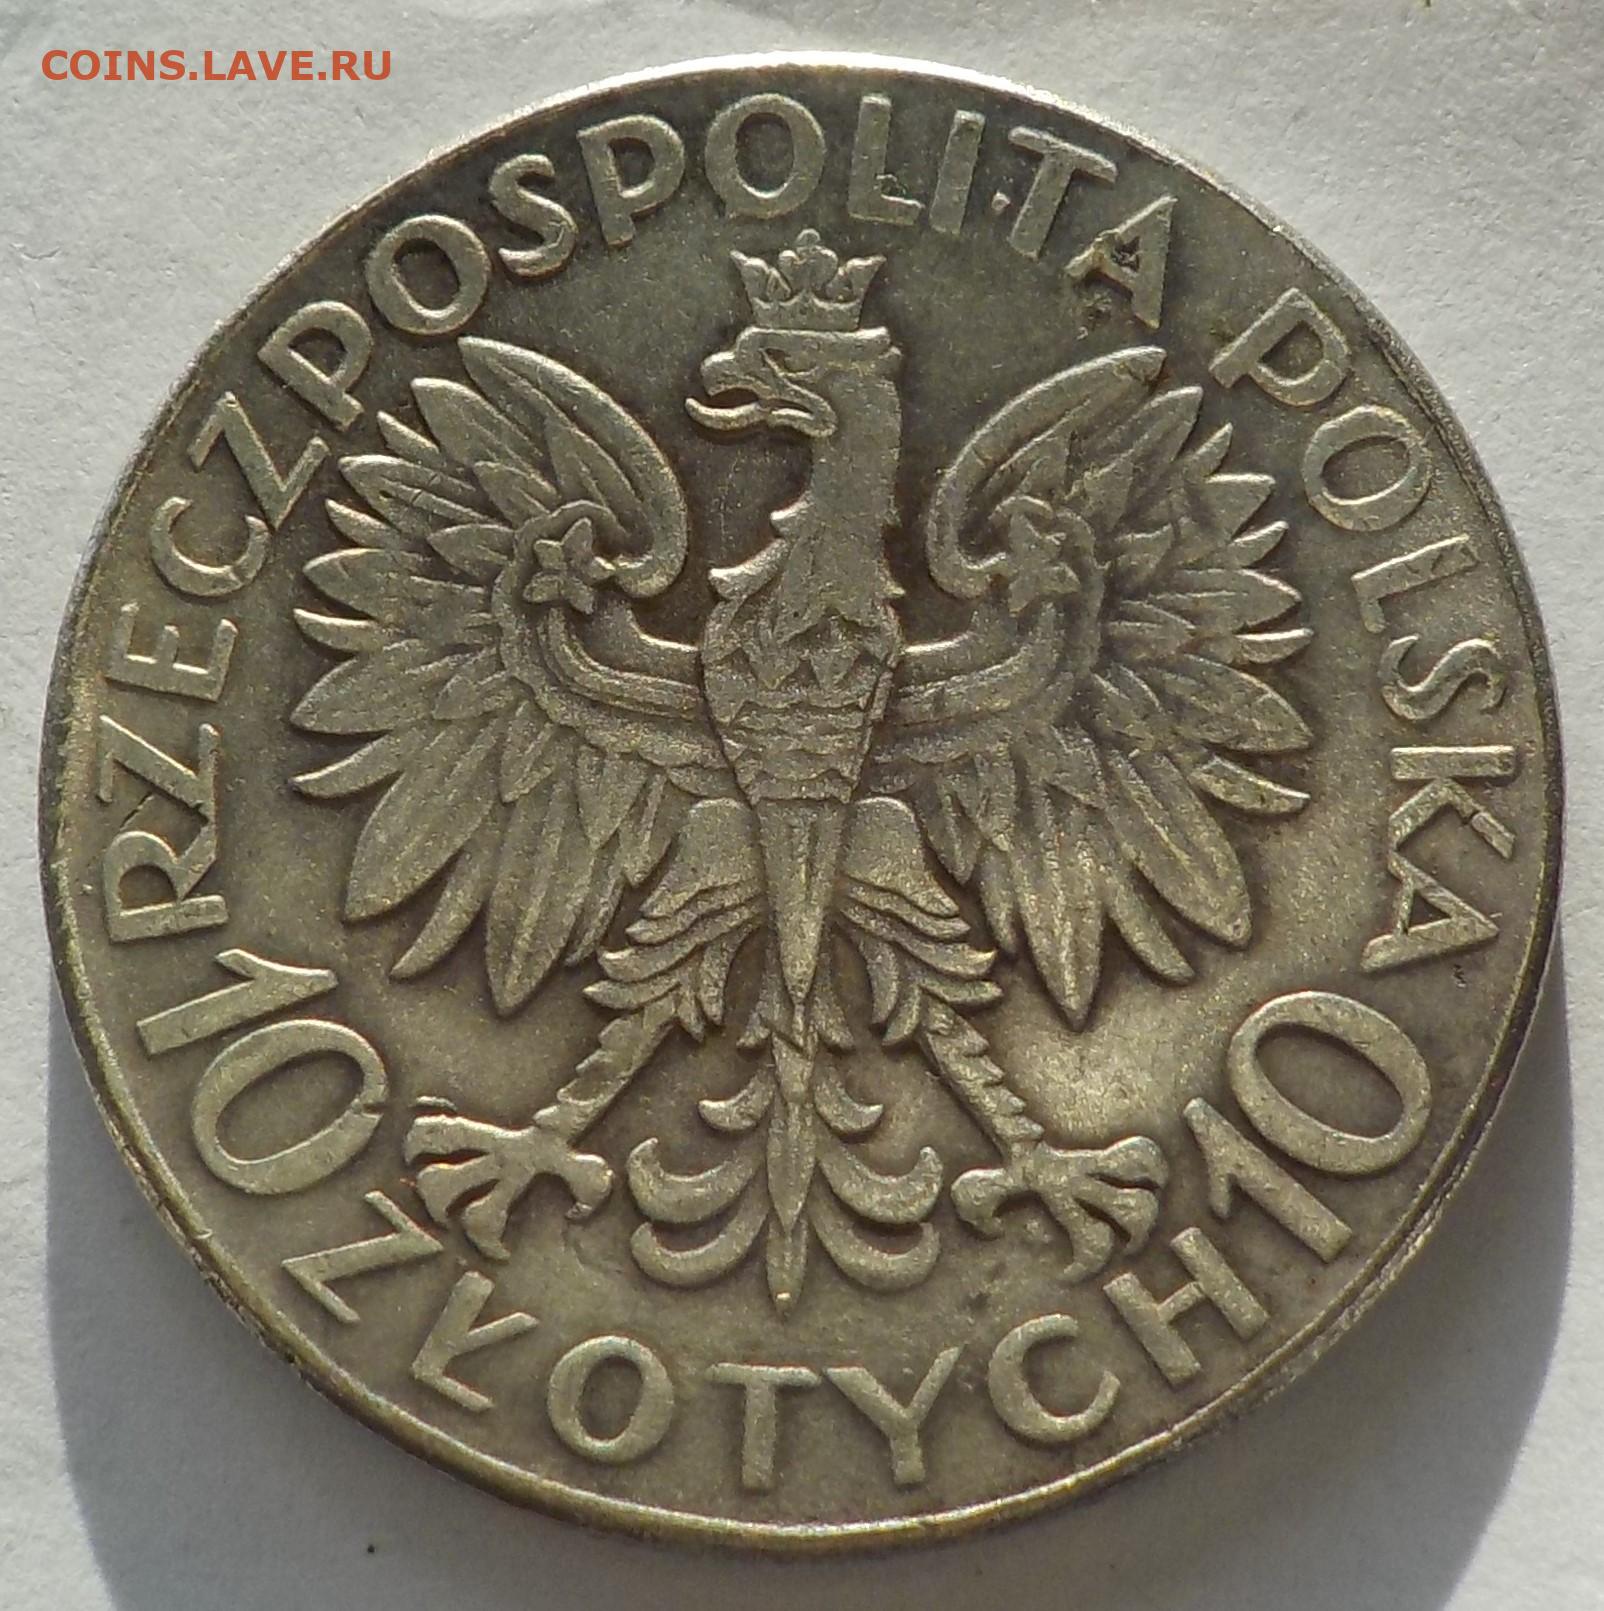 COINS.LAVE.RU
RZECZPOSPOLITA POLSKA
10 ZŁOTYCH 10